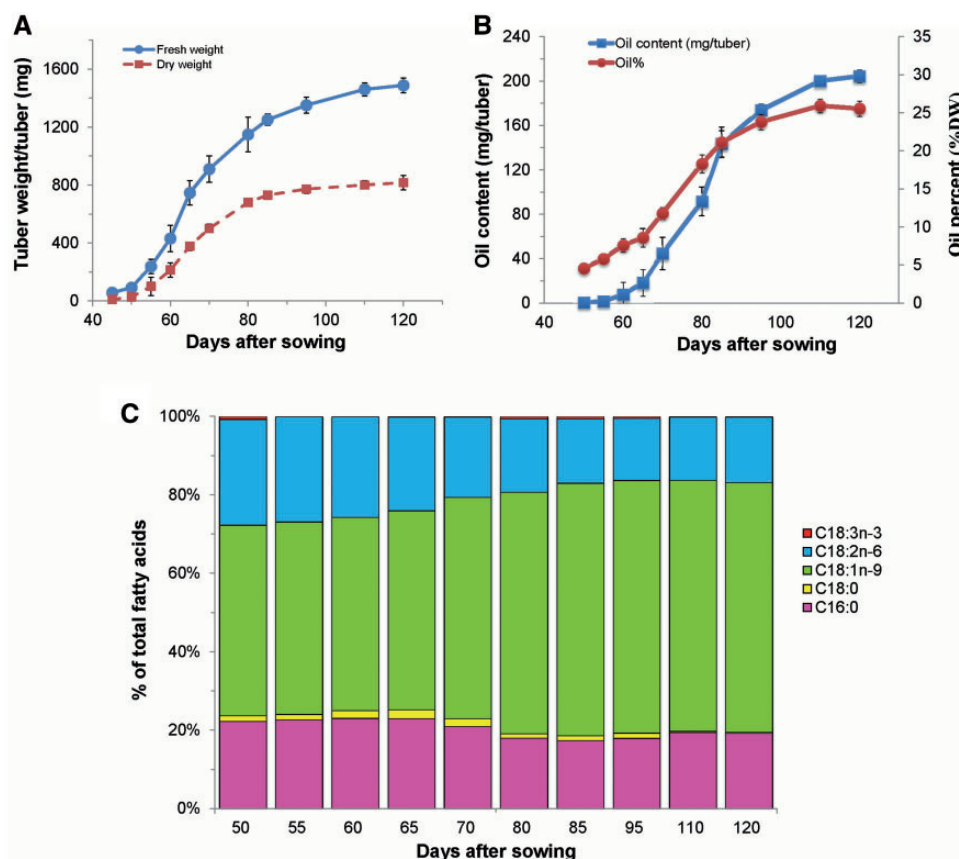 A
Fresh weight
Dry weight
Tuber weight/tuber (mg)
1600
1200
800
400
0
40 60 80 100 120
Days after sowing
B
Oil content (mg/tuber)
Oil%
Oil content (mg/tuber)
240
200
160
120
80
40
0
35
30
25
20
15
10
5
0
Oil percent (%DW)
40 60 80 100 120
Days after sowing
C
% of total fatty acids
100%
80%
60%
40%
20%
0%
50 55 60 65 70 80 85 95 110 120
Days after sowing
C18:3n-3
C18:2n-6
C18:1n-9
C18:0
C16:0